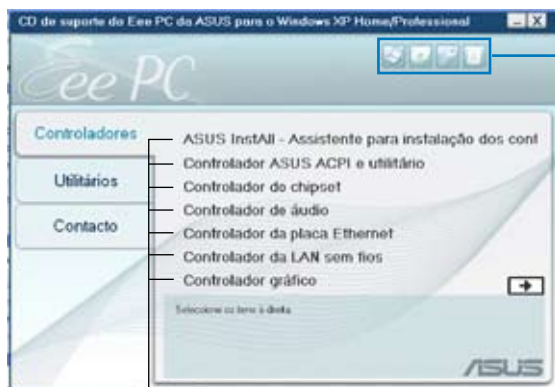 CD de suporte do Eee PC da ASUS para o Windows XP Home/Professional
Eee PC
Controladores
Utilitários
Contacto
ASUS InstAll - Assistente para instalação dos cont
Controlador ASUS ACPI e utilitário
Controlador do chipset
Controlador de áudio
Controlador da placa Ethernet
Controlador da LAN sem fios
Controlador gráfico
Seleccione os itens à direita
ASUS